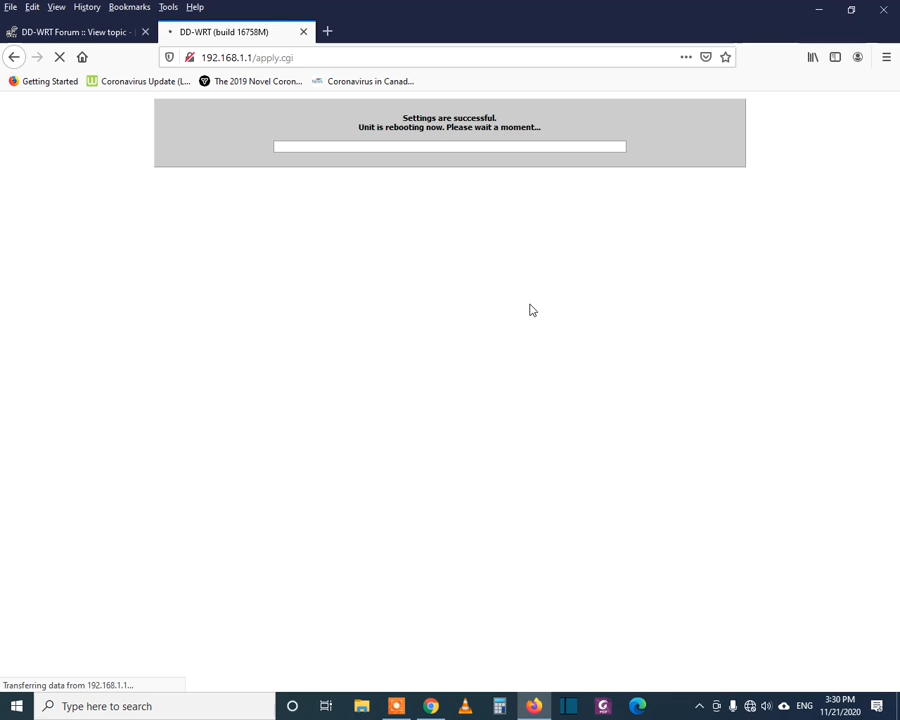 File Edit View History Bookmarks Tools Help
DD-WRT Forum :: View topic -
DD-WRT (build 16758M)
192.168.1.1/apply.cgi
Getting Started
Coronavirus Update (L...
The 2019 Novel Coron...
Coronavirus in Canad...
Settings are successful.
Unit is rebooting now. Please wait a moment...
Transferring data from 192.168.1.1...
Type here to search
ENG
3:30 PM
11/21/2020